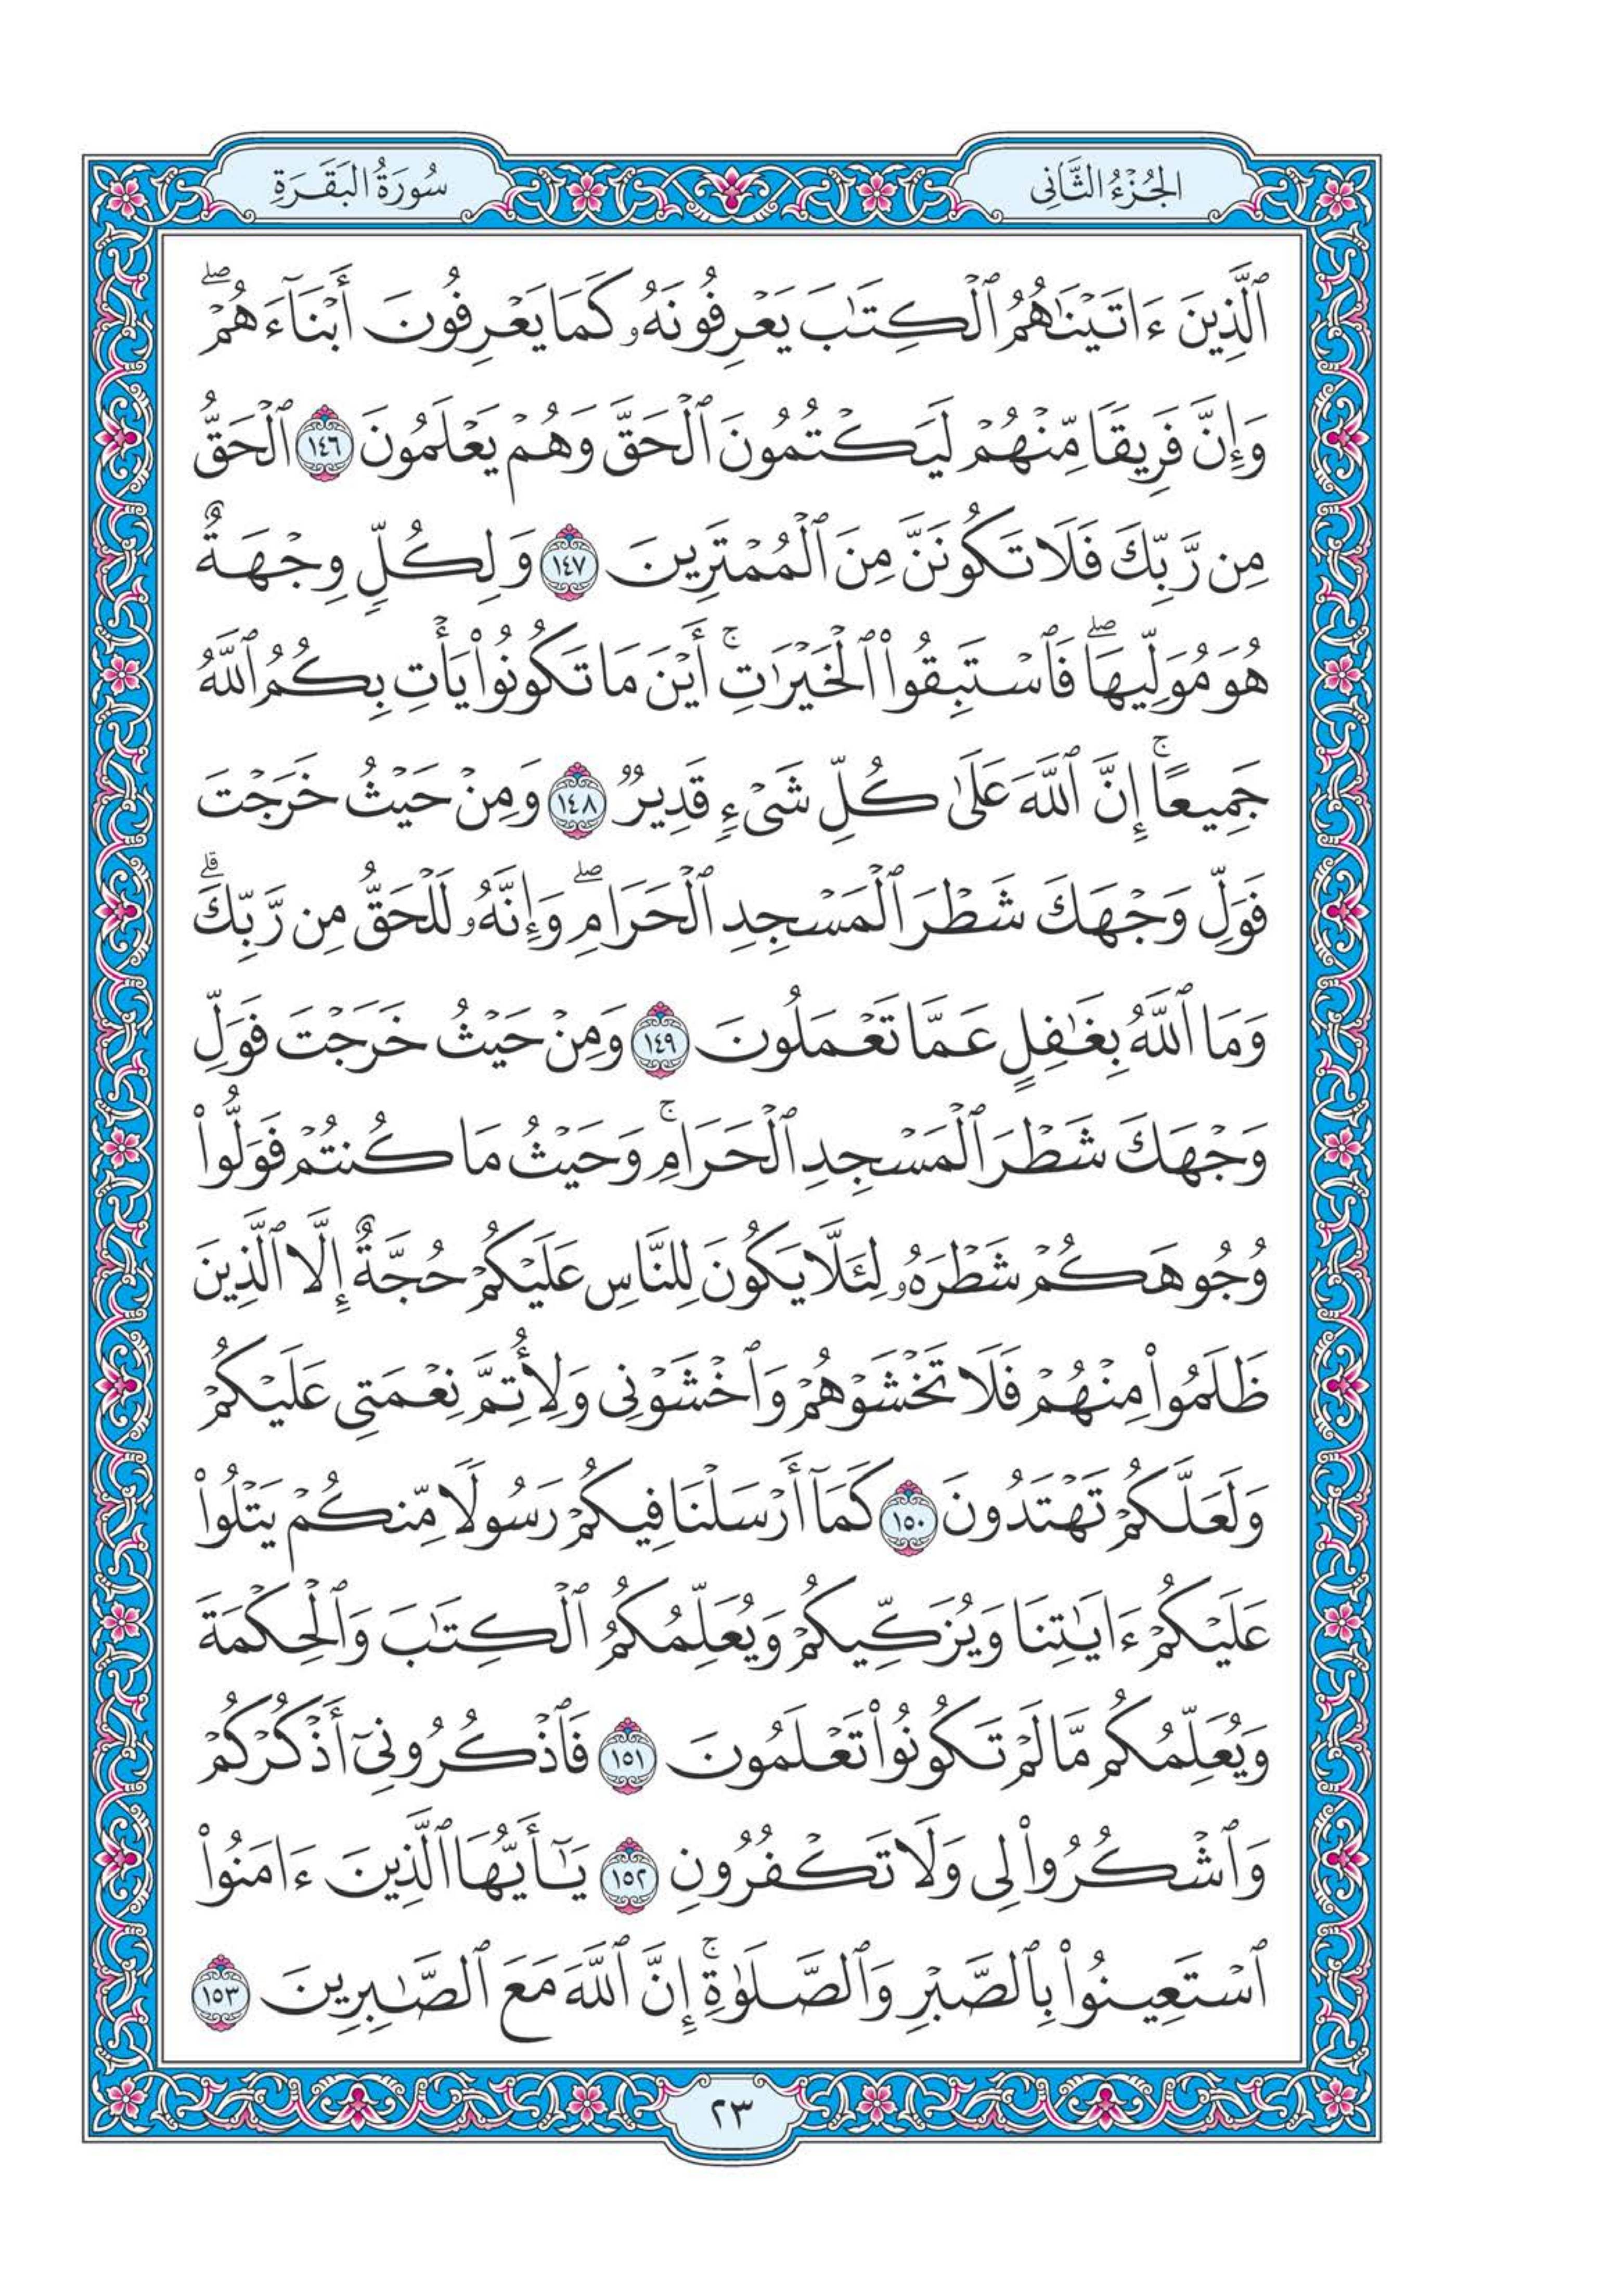 الجُزْءُ الثَّانِي
سُورَةُ البَقَرَةِ
ٱلَّذِينَ ءَاتَيْنَٰهُمُ ٱلْكِتَٰبَ يَعْرِفُونَهُۥ كَمَا يَعْرِفُونَ أَبْنَآءَهُمْۖ
وَإِنَّ فَرِيقًا مِّنْهُمْ لَيَكْتُمُونَ ٱلْحَقَّ وَهُمْ يَعْلَمُونَ ١٤٦ ٱلْحَقُّ
مِن رَّبِّكَ فَلَا تَكُونَنَّ مِنَ ٱلْمُمْتَرِينَ ١٤٧ وَلِكُلٍّ وِجْهَةٌ
هُوَ مُوَلِّيهَاۖ فَٱسْتَبِقُوا۟ ٱلْخَيْرَٰتِۚ أَيْنَ مَا تَكُونُوا۟ يَأْتِ بِكُمُ ٱللَّهُ
جَمِيعًاۚ إِنَّ ٱللَّهَ عَلَىٰ كُلِّ شَىْءٍ قَدِيرٌ ١٤٨ وَمِنْ حَيْثُ خَرَجْتَ
فَوَلِّ وَجْهَكَ شَطْرَ ٱلْمَسْجِدِ ٱلْحَرَامِۖ وَإِنَّهُۥ لَلْحَقُّ مِن رَّبِّكَۗ
وَمَا ٱللَّهُ بِغَٰفِلٍ عَمَّا تَعْمَلُونَ ١٤٩ وَمِنْ حَيْثُ خَرَجْتَ فَوَلِّ
وَجْهَكَ شَطْرَ ٱلْمَسْجِدِ ٱلْحَرَامِۚ وَحَيْثُ مَا كُنتُمْ فَوَلُّوا۟
وُجُوهَكُمْ شَطْرَهُۥ لِئَلَّا يَكُونَ لِلنَّاسِ عَلَيْكُمْ حُجَّةٌ إِلَّا ٱلَّذِينَ
ظَلَمُوا۟ مِنْهُمْ فَلَا تَخْشَوْهُمْ وَٱخْشَوْنِى وَلِأُتِمَّ نِعْمَتِى عَلَيْكُمْ
وَلَعَلَّكُمْ تَهْتَدُونَ ١٥٠ كَمَآ أَرْسَلْنَا فِيكُمْ رَسُولًا مِّنكُمْ يَتْلُوا۟
عَلَيْكُمْ ءَايَٰتِنَا وَيُزَكِّيكُمْ وَيُعَلِّمُكُمُ ٱلْكِتَٰبَ وَٱلْحِكْمَةَ
وَيُعَلِّمُكُم مَّا لَمْ تَكُونُوا۟ تَعْلَمُونَ ١٥١ فَٱذْكُرُونِىٓ أَذْكُرْكُمْ
وَٱشْكُرُوا۟ لِى وَلَا تَكْفُرُونِ ١٥٢ يَٰٓأَيُّهَا ٱلَّذِينَ ءَامَنُوا۟
ٱسْتَعِينُوا۟ بِٱلصَّبْرِ وَٱلصَّلَوٰةِۚ إِنَّ ٱللَّهَ مَعَ ٱلصَّٰبِرِينَ ١٥٣
٢٣